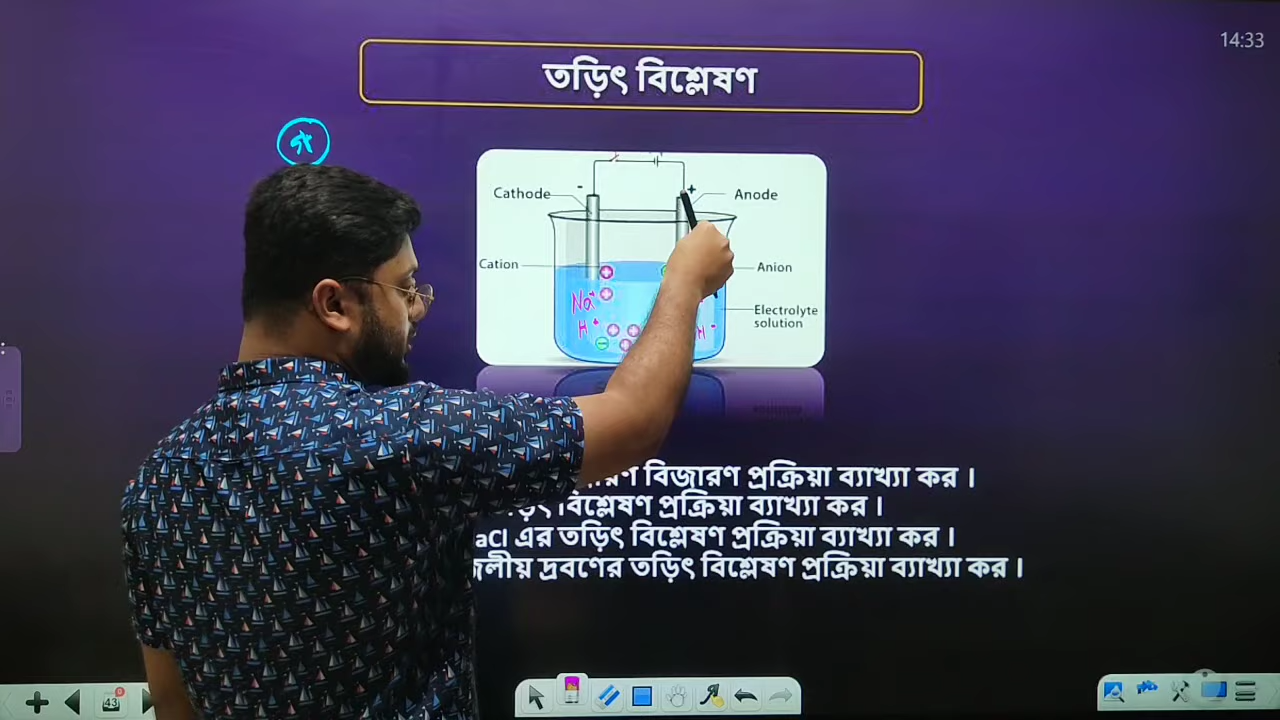 14:33
তড়িৎ বিশ্লেষণ
Cathode
-
+
Anode
Cation
Anion
Na+
H+
Electrolyte
solution
H-
বিজারণ প্রক্রিয়া ব্যাখ্যা কর ।
বিশ্লেষণ প্রক্রিয়া ব্যাখ্যা কর ।
aCl এর তড়িৎ বিশ্লেষণ প্রক্রিয়া ব্যাখ্যা কর ।
জলীয় দ্রবণের তড়িৎ বিশ্লেষণ প্রক্রিয়া ব্যাখ্যা কর ।
43